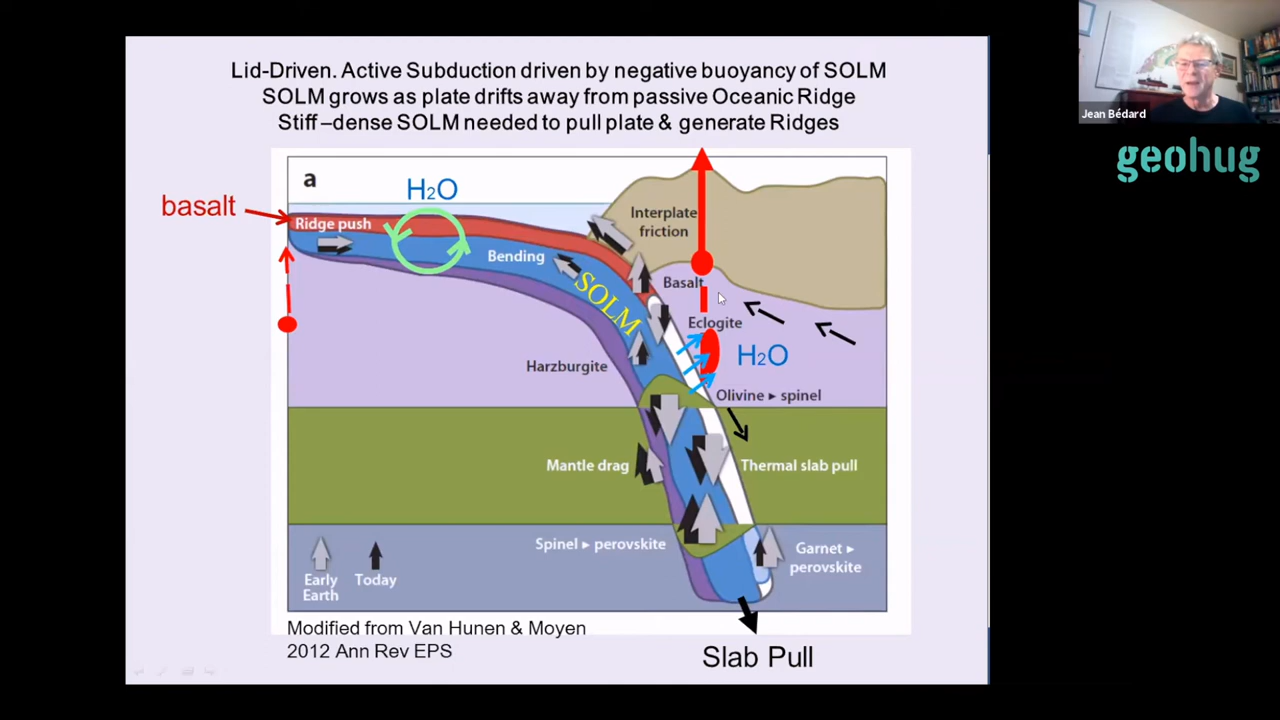 Lid-Driven. Active Subduction driven by negative buoyancy of SOLM
SOLM grows as plate drifts away from passive Oceanic Ridge
Stiff –dense SOLM needed to pull plate & generate Ridges
Jean Bédard
geohug
a
H2O
basalt
Ridge push
Interplate
friction
Bending
SOLM
Basalt
Eclogite
H2O
Harzburgite
Olivine ▸ spinel
Mantle drag
Thermal slab pull
Spinel ▸ perovskite
Garnet ▸
perovskite
Early
Earth
Today
Modified from Van Hunen & Moyen
2012 Ann Rev EPS
Slab Pull